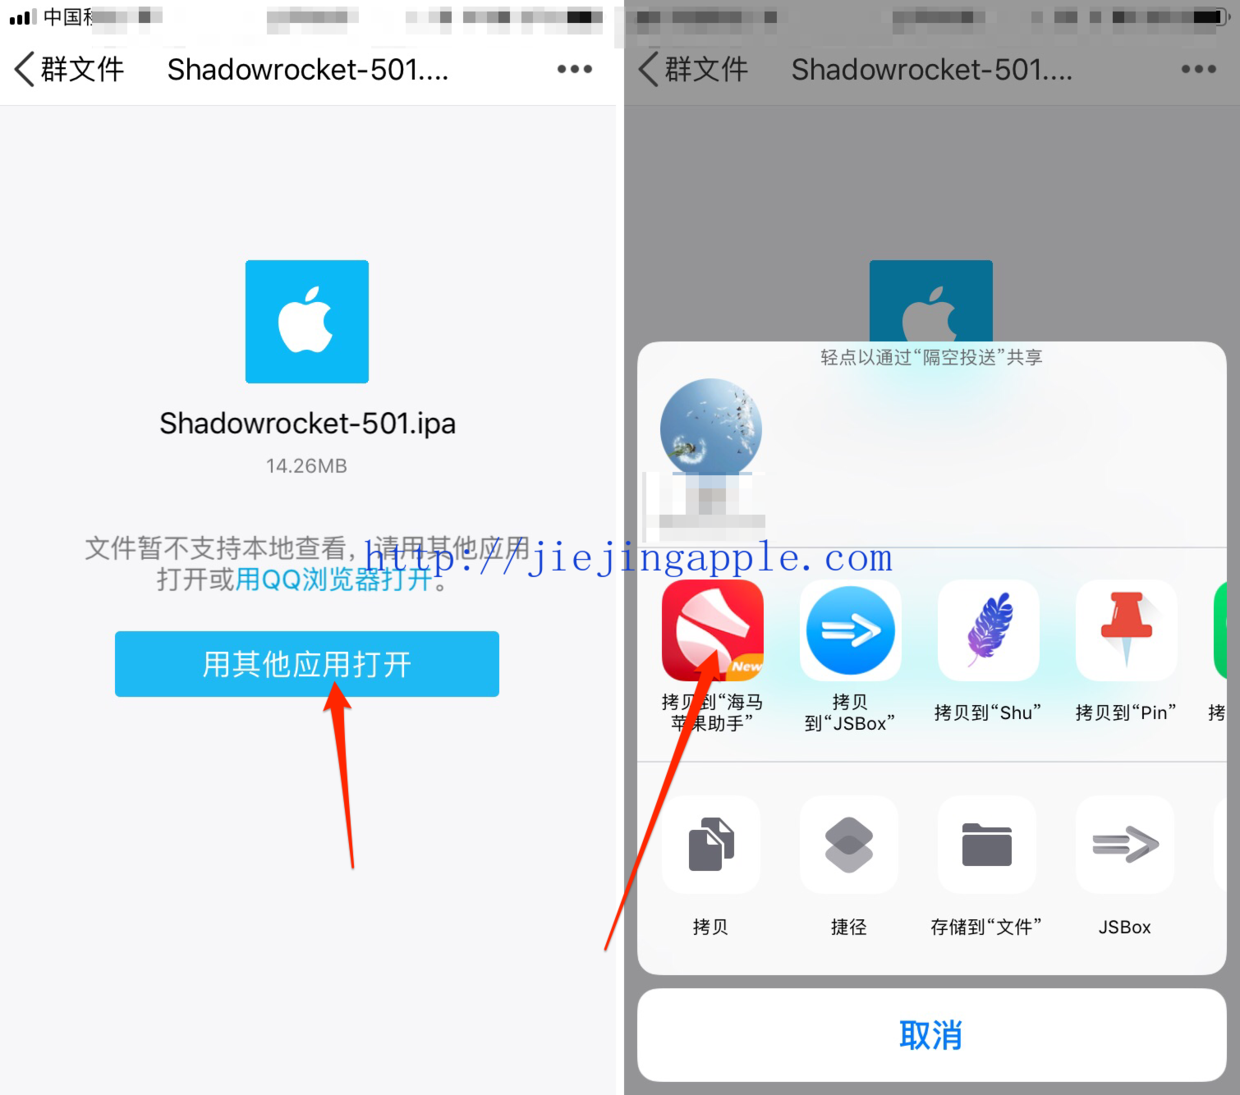 中国移
群文件
Shadowrocket-501....
Shadowrocket-501.ipa
14.26MB
文件暂不支持本地查看，请用其他应用
打开或用QQ浏览器打开。
用其他应用打开
http://jiejingapple.com
群文件
Shadowrocket-501....
轻点以通过“隔空投送”共享
New
拷贝到“海马
苹果助手”
拷贝
到“JSBox”
拷贝到“Shu”
拷贝到“Pin”
拷
拷贝
捷径
存储到“文件”
JSBox
取消